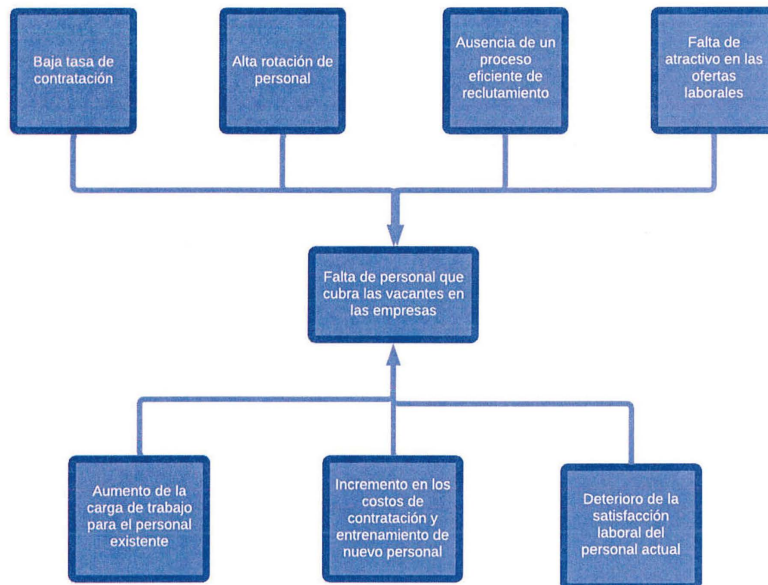 Baja tasa de
contratación
Alta rotación de
personal
Ausencia de un
proceso
eficiente de
reclutamiento
Falta de
atractivo en las
ofertas
laborales
Falta de personal que
cubra las vacantes en
las empresas
Aumento de la
carga de trabajo
para el personal
existente
Incremento en los
costos de
contratación y
entrenamiento de
nuevo personal
Deterioro de la
satisfacción
laboral del
personal actual